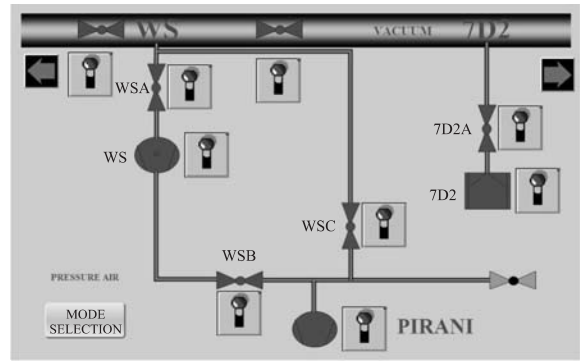 WS
VACUUM
7D2
WSA
7D2A
WS
7D2
WSC
WSB
PRESSURE AIR
MODE
SELECTION
PIRANI